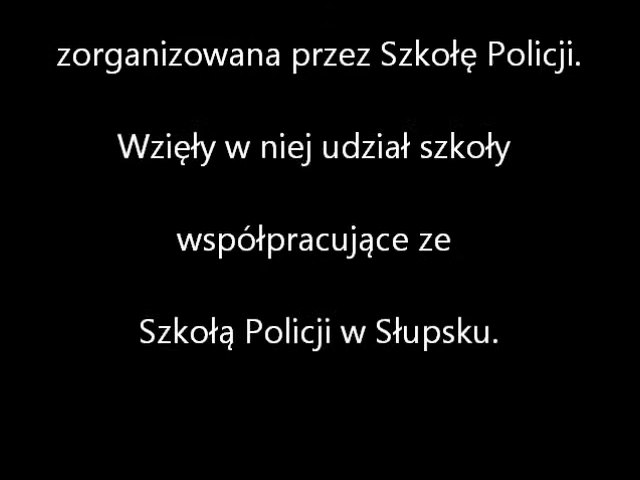 zorganizowana przez Szkołę Policji.
Wzięły w niej udział szkoły
współpracujące ze
Szkołą Policji w Słupsku.